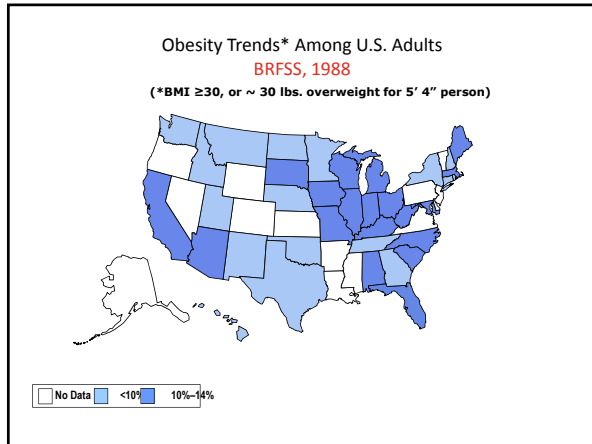 Obesity Trends* Among U.S. Adults
BRFSS, 1988
(*BMI ≥30, or ~ 30 lbs. overweight for 5' 4" person)
No Data <10% 10%–14%